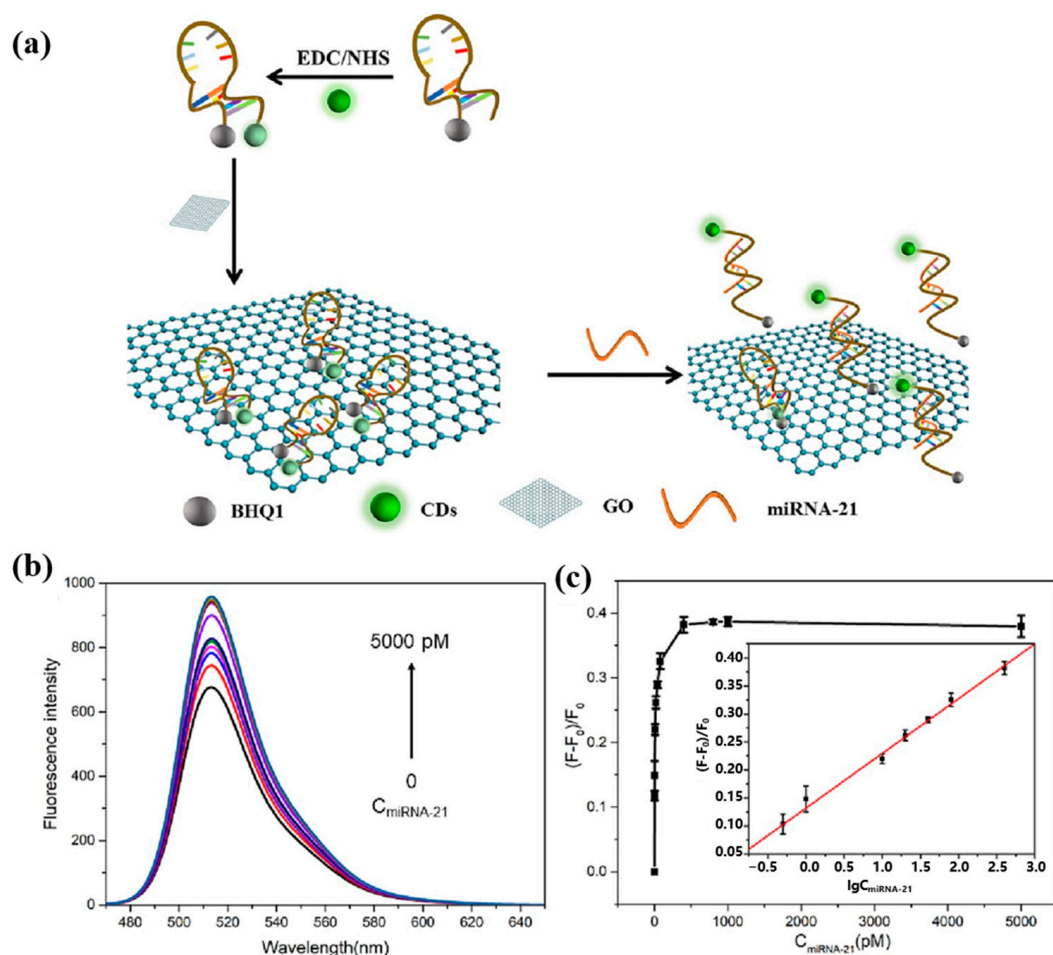 (a)
EDC/NHS
BHQ1
CDs
GO
miRNA-21
(b)
1000
800
600
400
200
0
5000 pM
0
CmiRNA-21
480
500
520
540
560
580
600
620
640
Fluorescence intensity
Wavelength(nm)
(c)
0.4
0.3
0.2
0.1
0.0
(F-F0)/F0
0
1000
2000
3000
4000
5000
CmiRNA-21(pM)
0.40
0.35
0.30
0.25
0.20
0.15
0.10
0.05
(F-F0)/F0
−0.5
0.0
0.5
1.0
1.5
2.0
2.5
3.0
lgCmiRNA-21